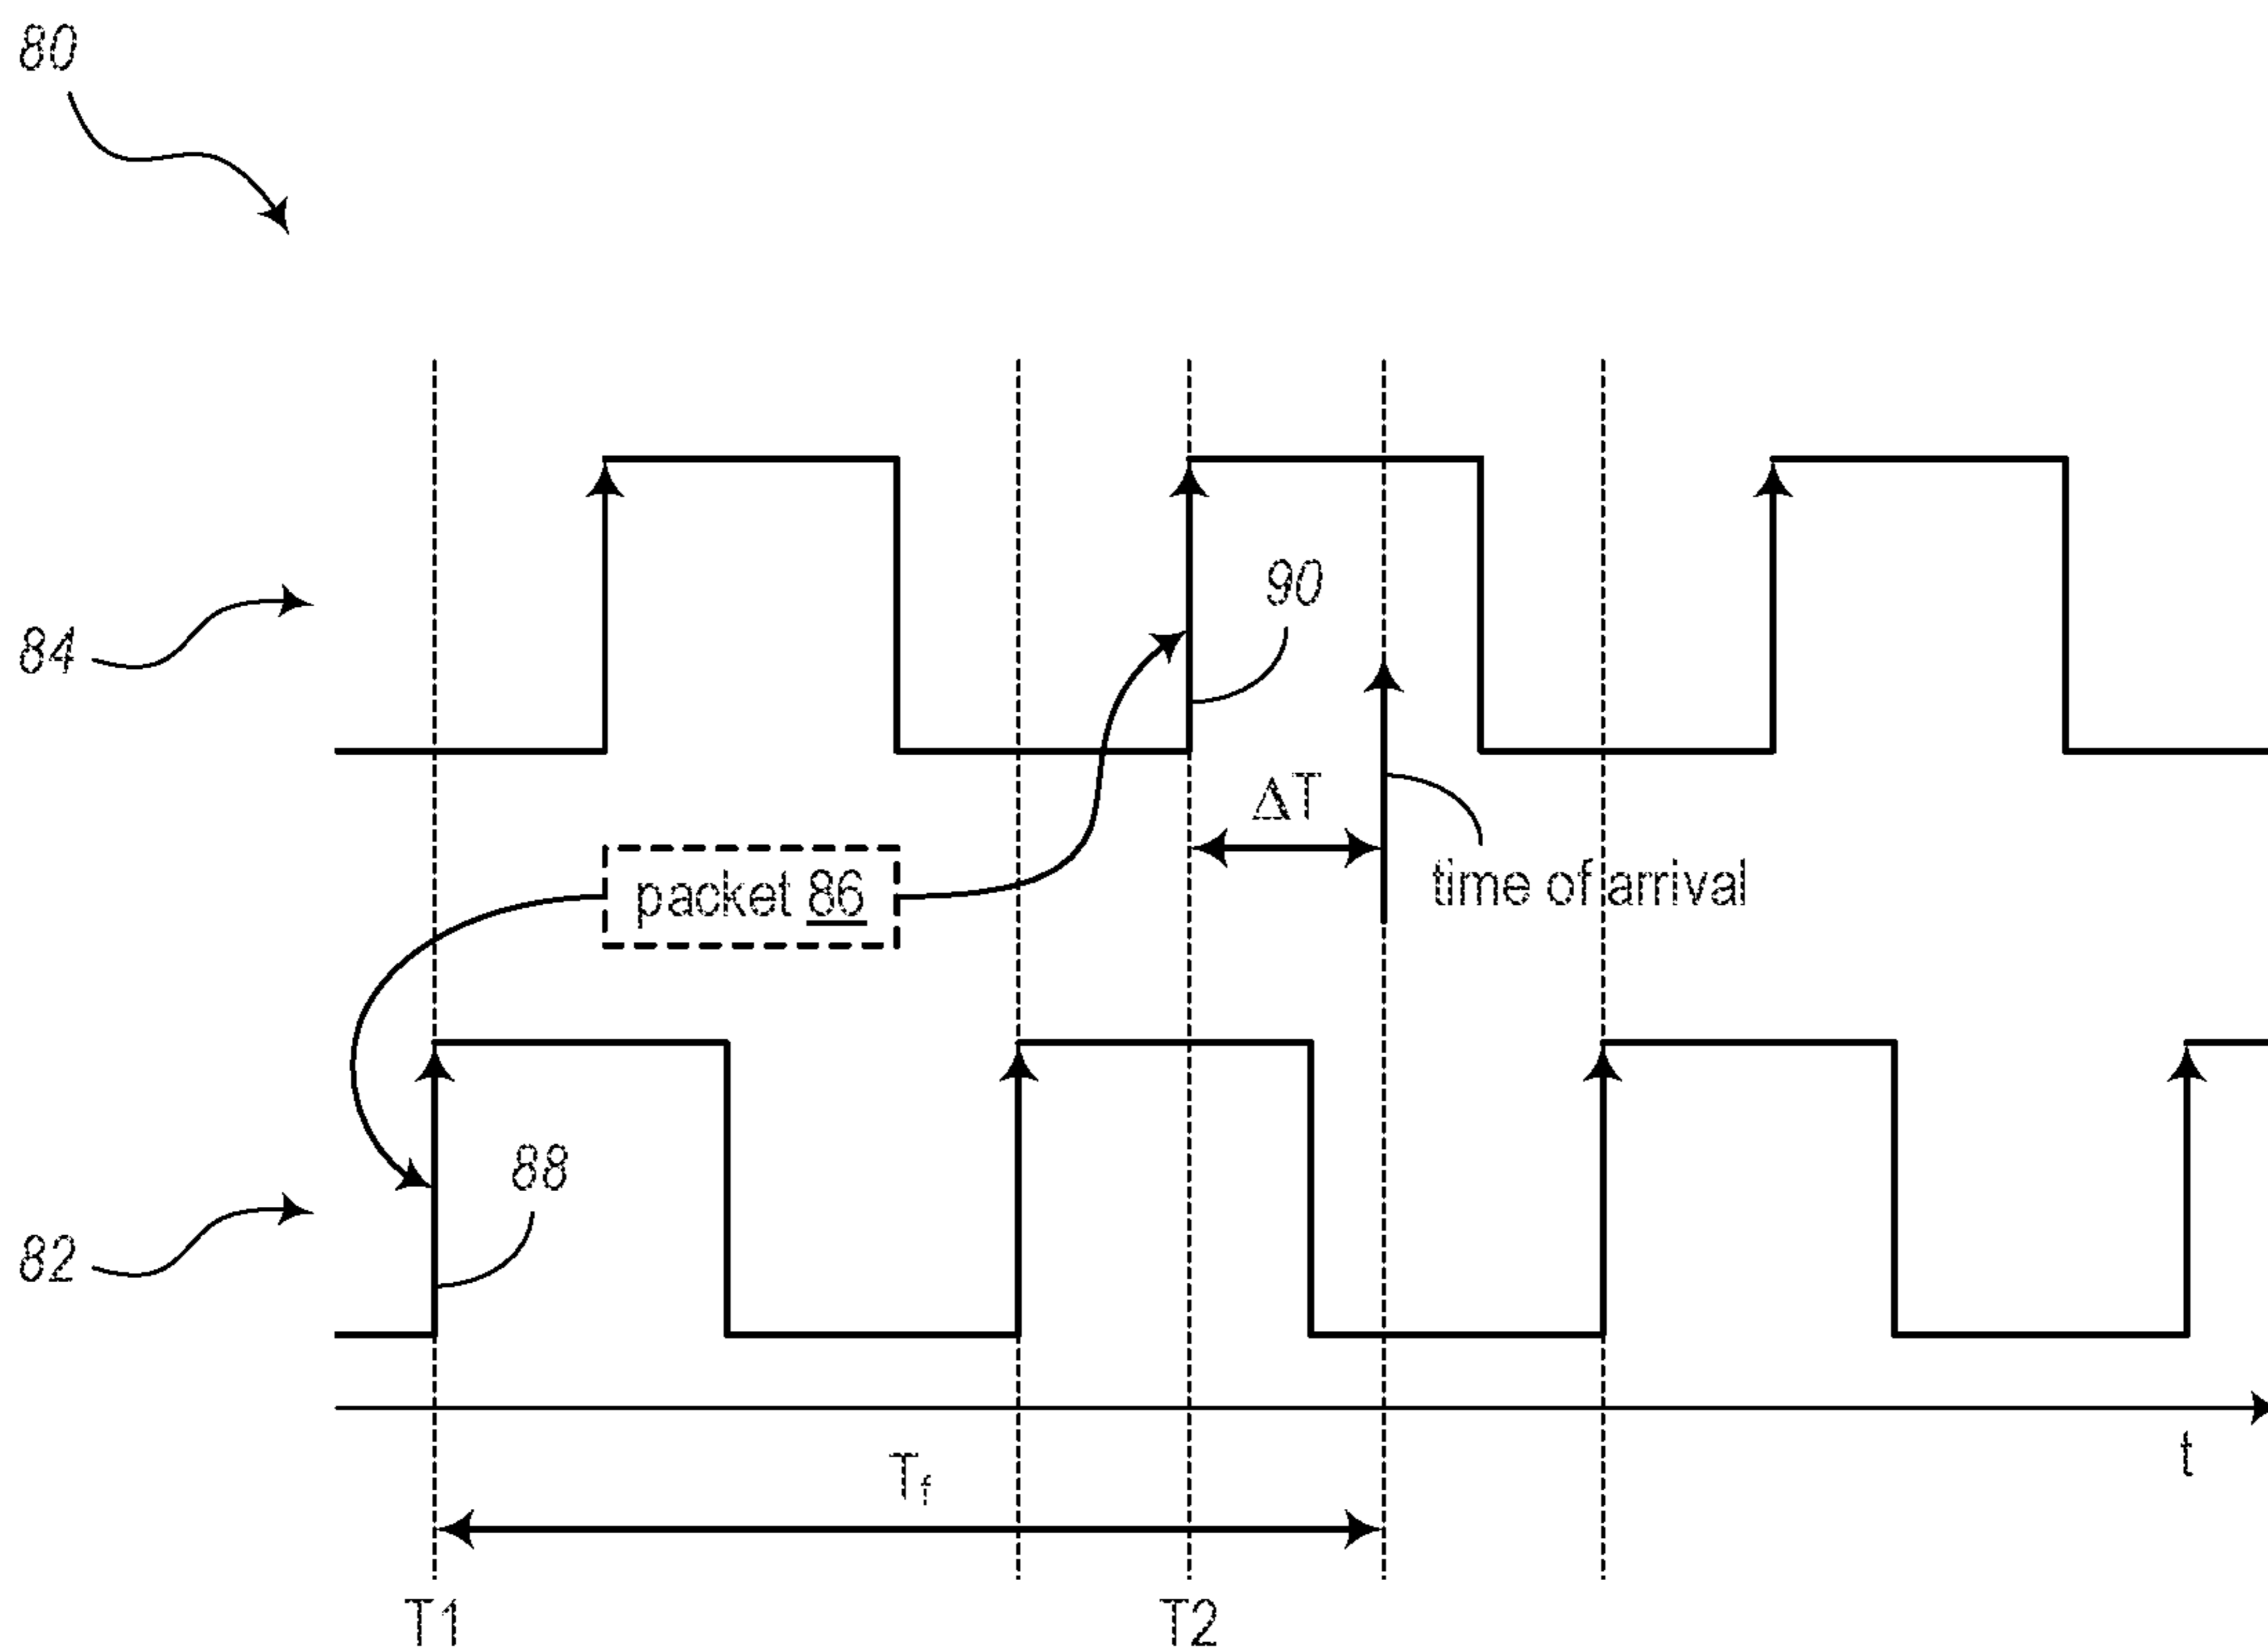 80
90
84
ΔT
packet 86
time of arrival
88
82
Tf
t
T1
T2